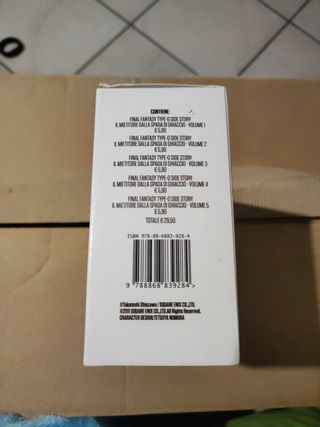 CONTIENE:
FINAL FANTASY TYPE-0 SIDE STORY
IL MIETITORE DALLA SPADA DI GHIACCIO - VOLUME 1
€ 5,90
FINAL FANTASY TYPE-0 SIDE STORY
IL MIETITORE DALLA SPADA DI GHIACCIO - VOLUME 2
€ 5,90
FINAL FANTASY TYPE-0 SIDE STORY
IL MIETITORE DALLA SPADA DI GHIACCIO - VOLUME 3
€ 5,90
FINAL FANTASY TYPE-0 SIDE STORY
IL MIETITORE DALLA SPADA DI GHIACCIO - VOLUME 4
€ 5,90
FINAL FANTASY TYPE-0 SIDE STORY
IL MIETITORE DALLA SPADA DI GHIACCIO - VOLUME 5
€ 5,90
TOTALE € 29,50
ISBN 978-88-6883-928-4
9 788868 839284 >
©Takatoshi Shiozawa / SQUARE ENIX CO.,LTD.
©2011 SQUARE ENIX CO.,LTD. All Rights Reserved.
CHARACTER DESIGN:TETSUYA NOMURA